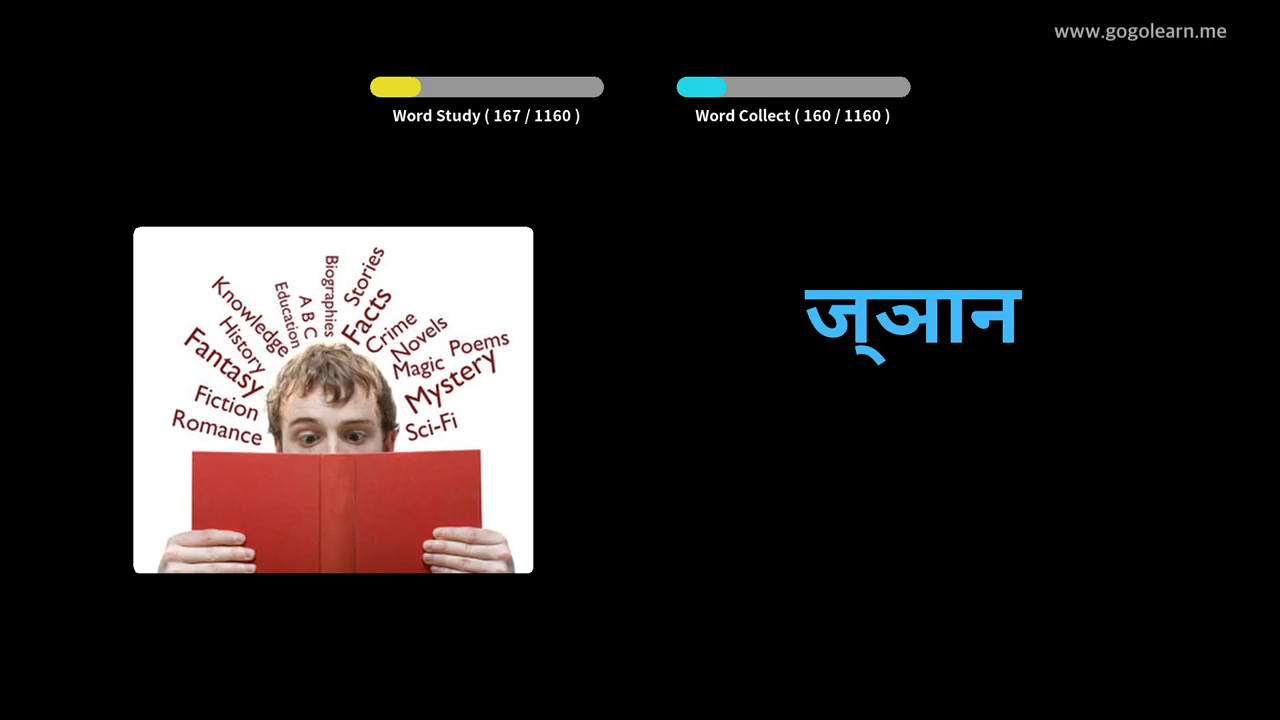 www.gogolearn.me
Word Study ( 167 / 1160 )
Word Collect ( 160 / 1160 )
Biographies
Stories
Knowledge
Education
A B C
Facts
History
Crime
Novels
Fantasy
Magic
Poems
Mystery
Fiction
Romance
Sci-Fi
ज्‌ञान